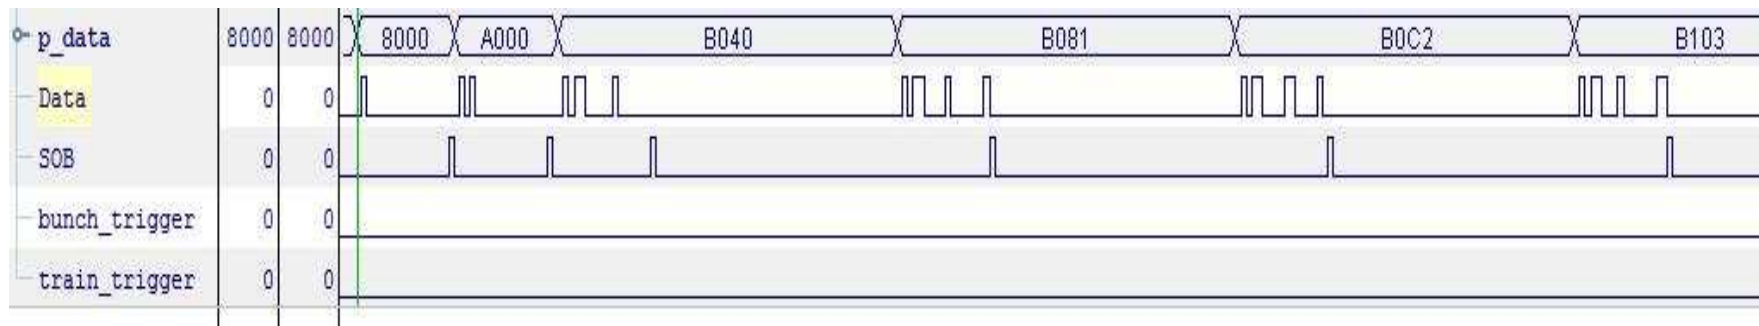 p_data 8000 8000 8000 A000 B040 B081 B0C2 B103
Data 0 0
SOB 0 0
bunch_trigger 0 0
train_trigger 0 0